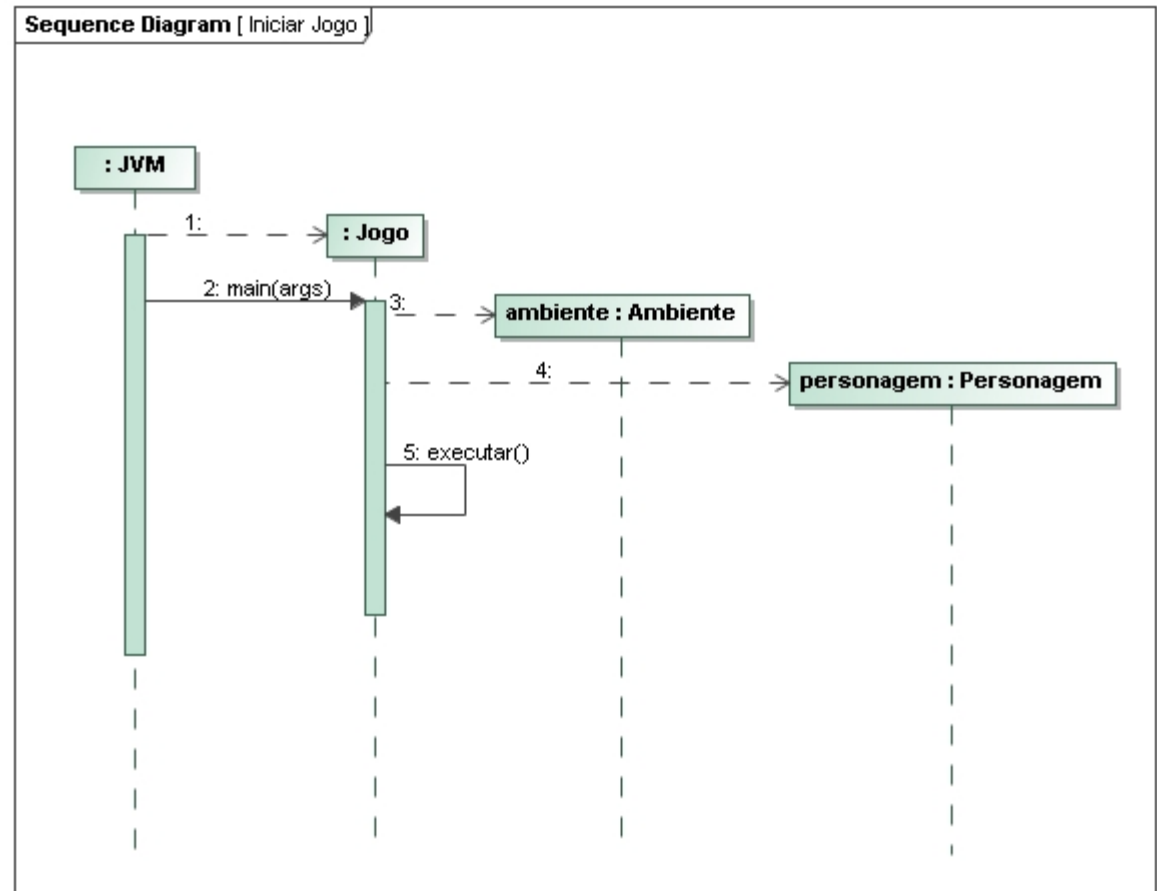 Sequence Diagram [ Iniciar Jogo ]
: JVM
1:
: Jogo
2: main(args)
3:
ambiente : Ambiente
4:
personagem : Personagem
5: executar()